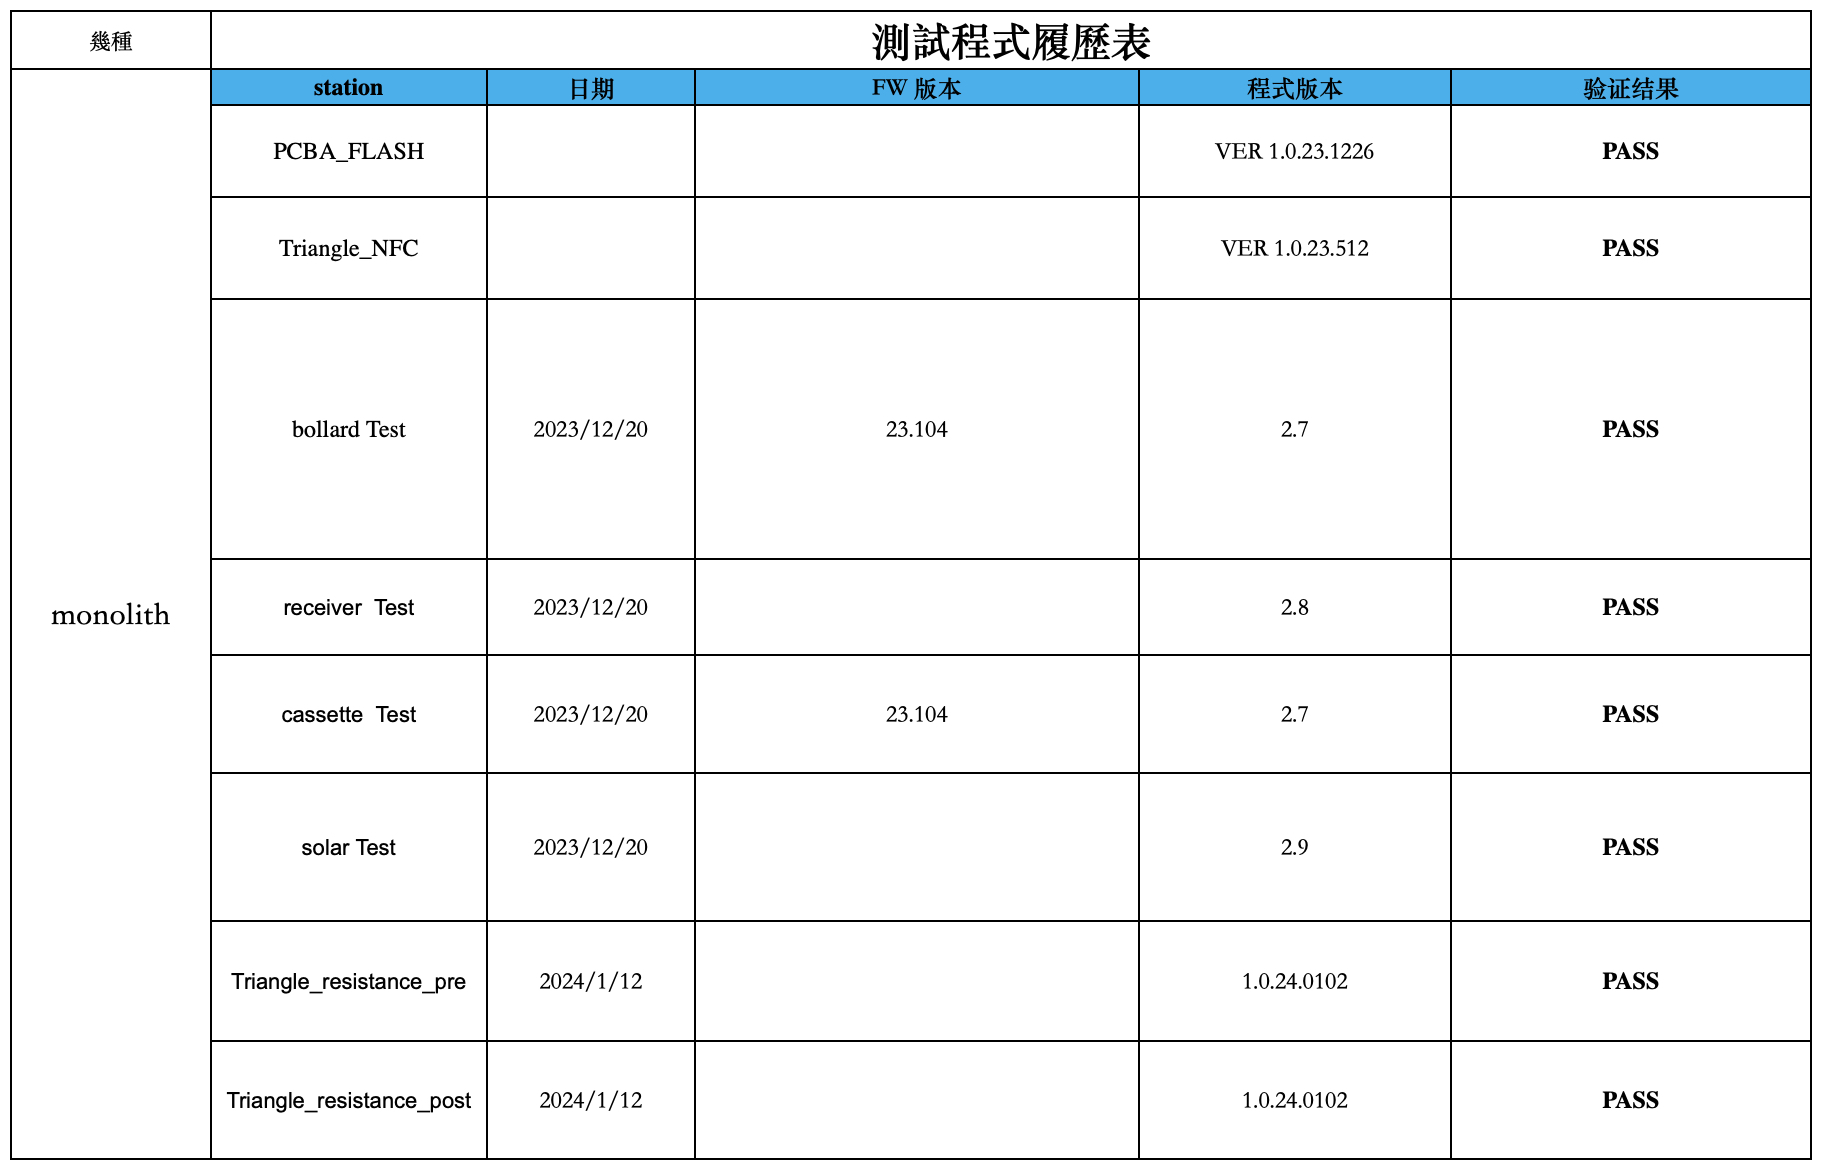 幾種
測試程式履歷表
station 日期 FW 版本 程式版本 验证结果
PCBA_FLASH VER 1.0.23.1226 PASS
Triangle_NFC VER 1.0.23.512 PASS
bollard Test 2023/12/20 23.104 2.7 PASS
monolith
receiver Test 2023/12/20 2.8 PASS
cassette Test 2023/12/20 23.104 2.7 PASS
solar Test 2023/12/20 2.9 PASS
Triangle_resistance_pre 2024/1/12 1.0.24.0102 PASS
Triangle_resistance_post 2024/1/12 1.0.24.0102 PASS